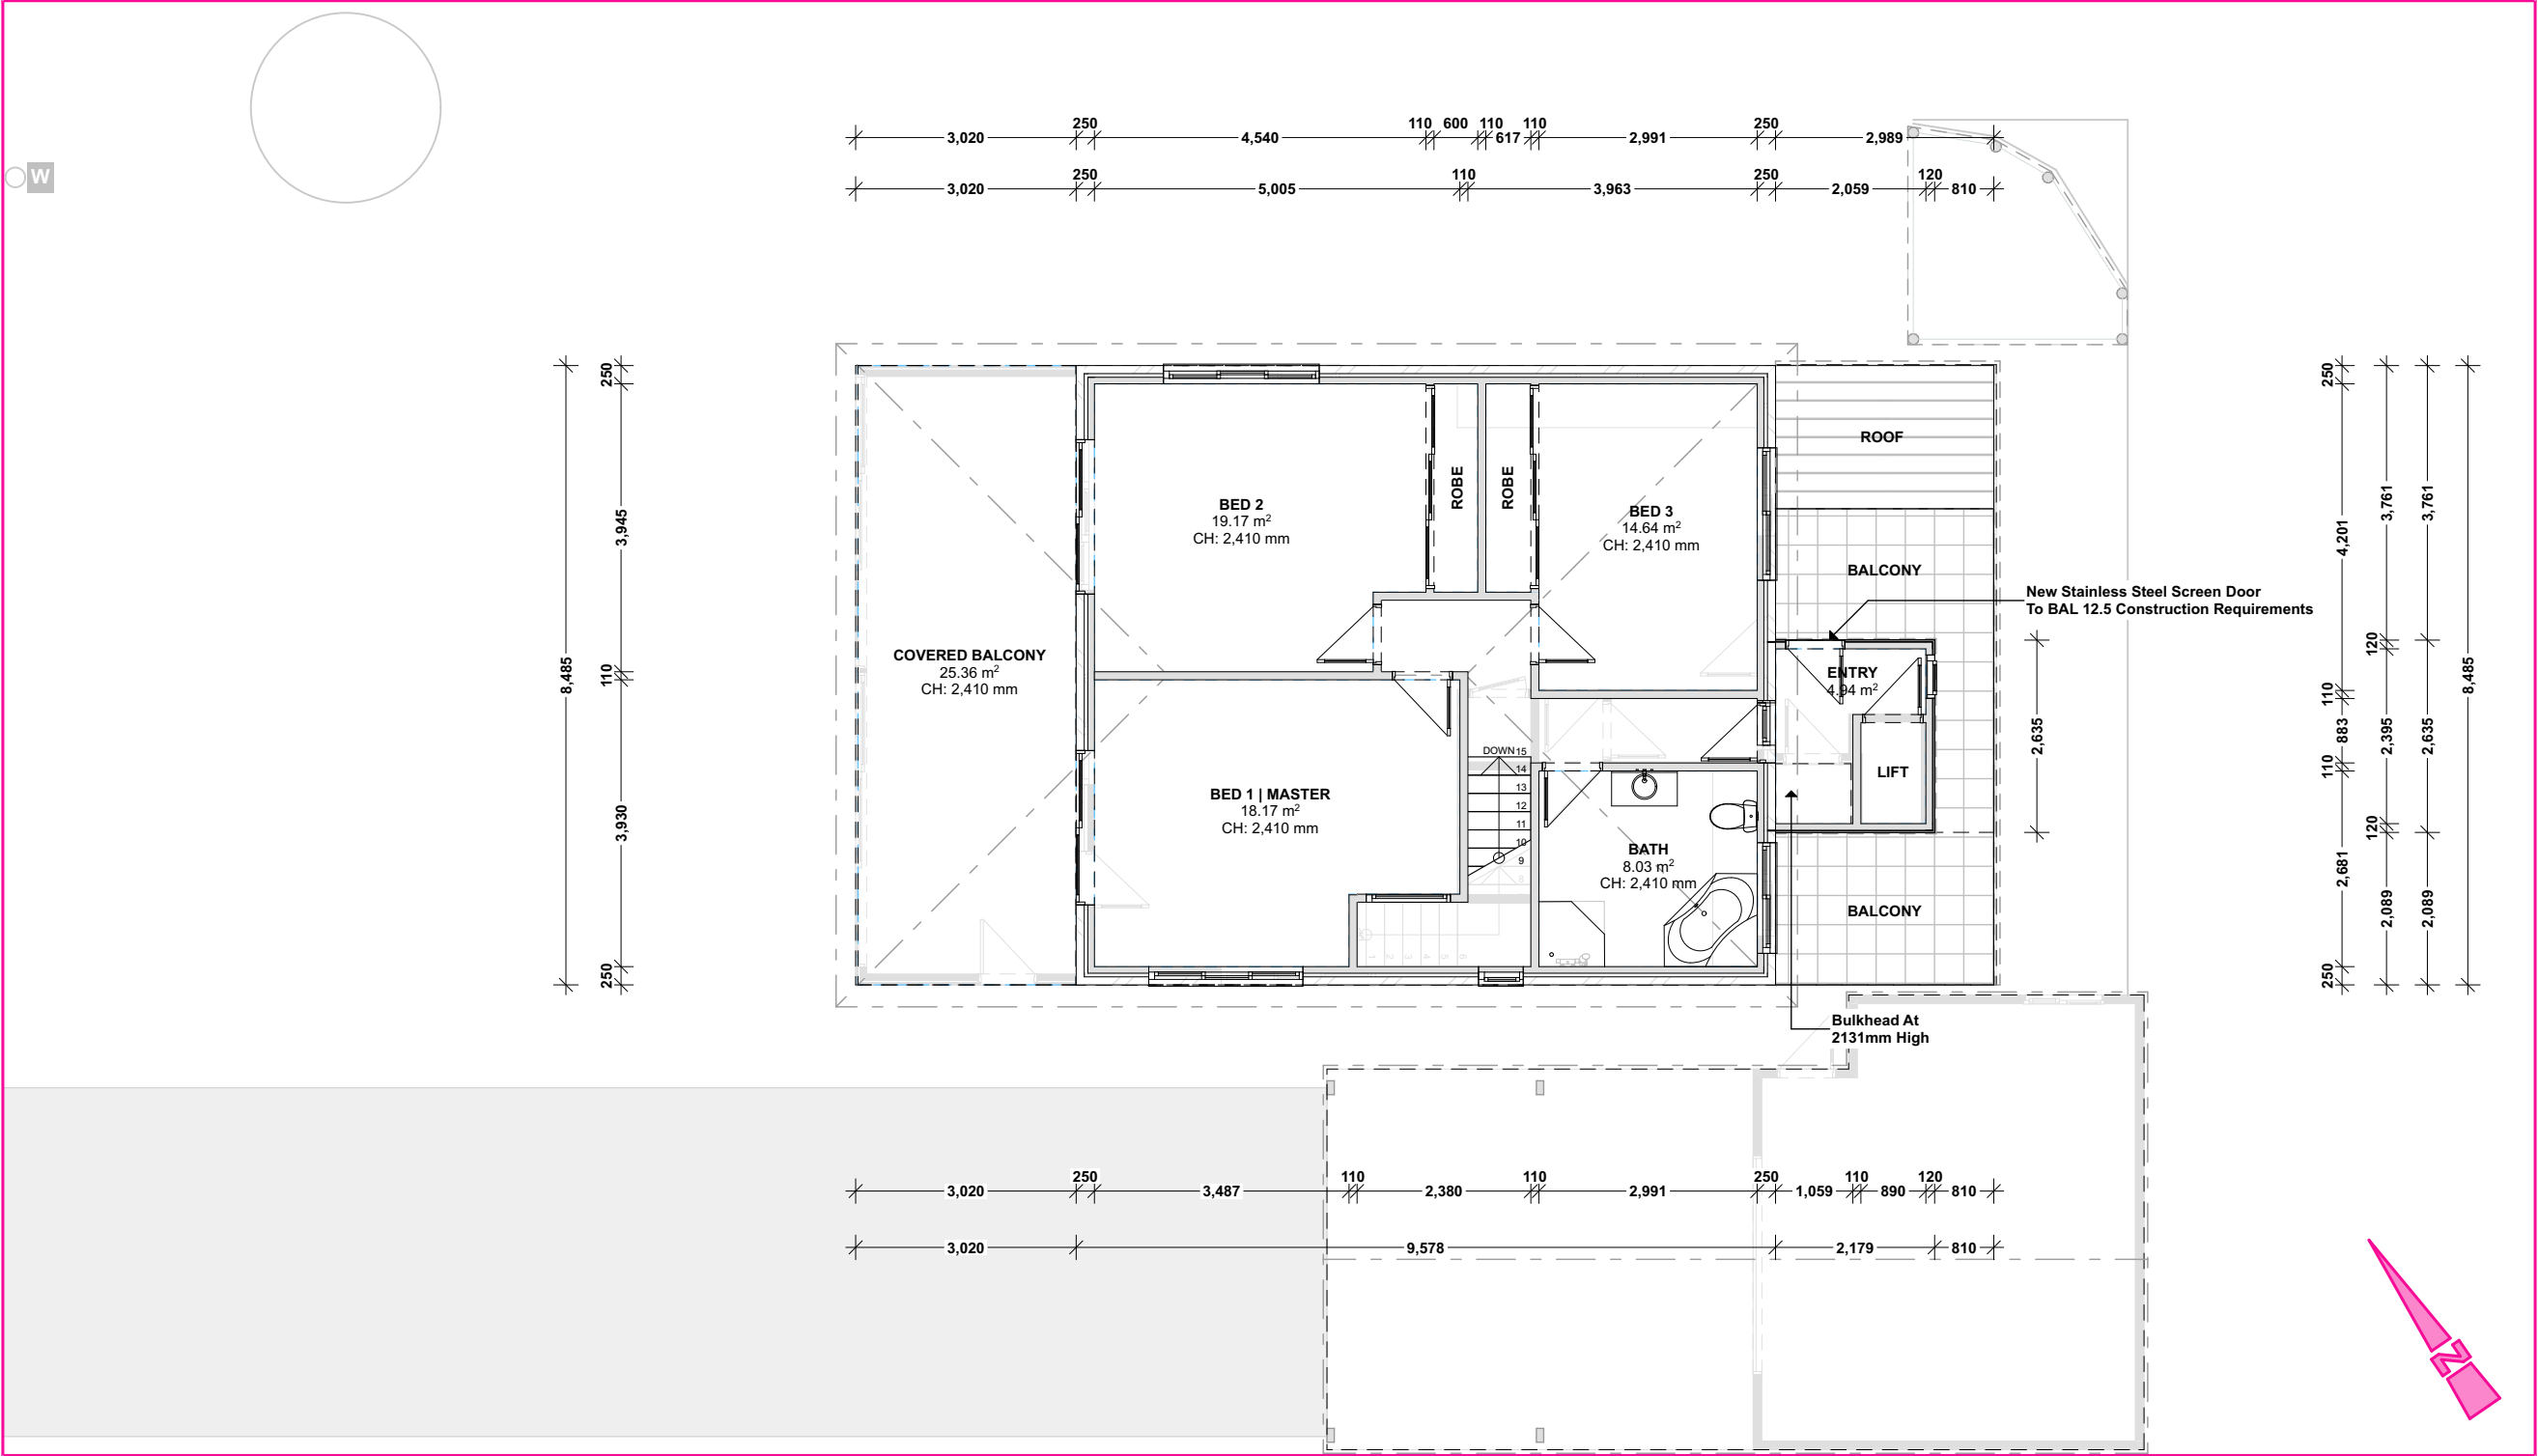 W
250 110 600 110 110 250
3,020 4,540 617 2,991 2,989
250 110 250 120
3,020 5,005 3,963 2,059 810
250
3,945
110
3,930
250
8,485
BED 2
19.17 m²
CH: 2,410 mm
ROBE
ROBE
BED 3
14.64 m²
CH: 2,410 mm
ROOF
BALCONY
New Stainless Steel Screen Door
To BAL 12.5 Construction Requirements
COVERED BALCONY
25.36 m²
CH: 2,410 mm
ENTRY
4.94 m²
LIFT
BED 1 | MASTER
18.17 m²
CH: 2,410 mm
DOWN 15
14
13
12
11
10
9
8
1 2 3 4 5 6
BATH
8.03 m²
CH: 2,410 mm
BALCONY
2,635
250
4,201
110
883
110
2,681
250
3,761
120
2,395
120
2,089
3,761
2,635
2,089
8,485
Bulkhead At
2131mm High
250 110 110 250 110 120
3,020 3,487 2,380 2,991 1,059 890 810
3,020 9,578 2,179 810
N